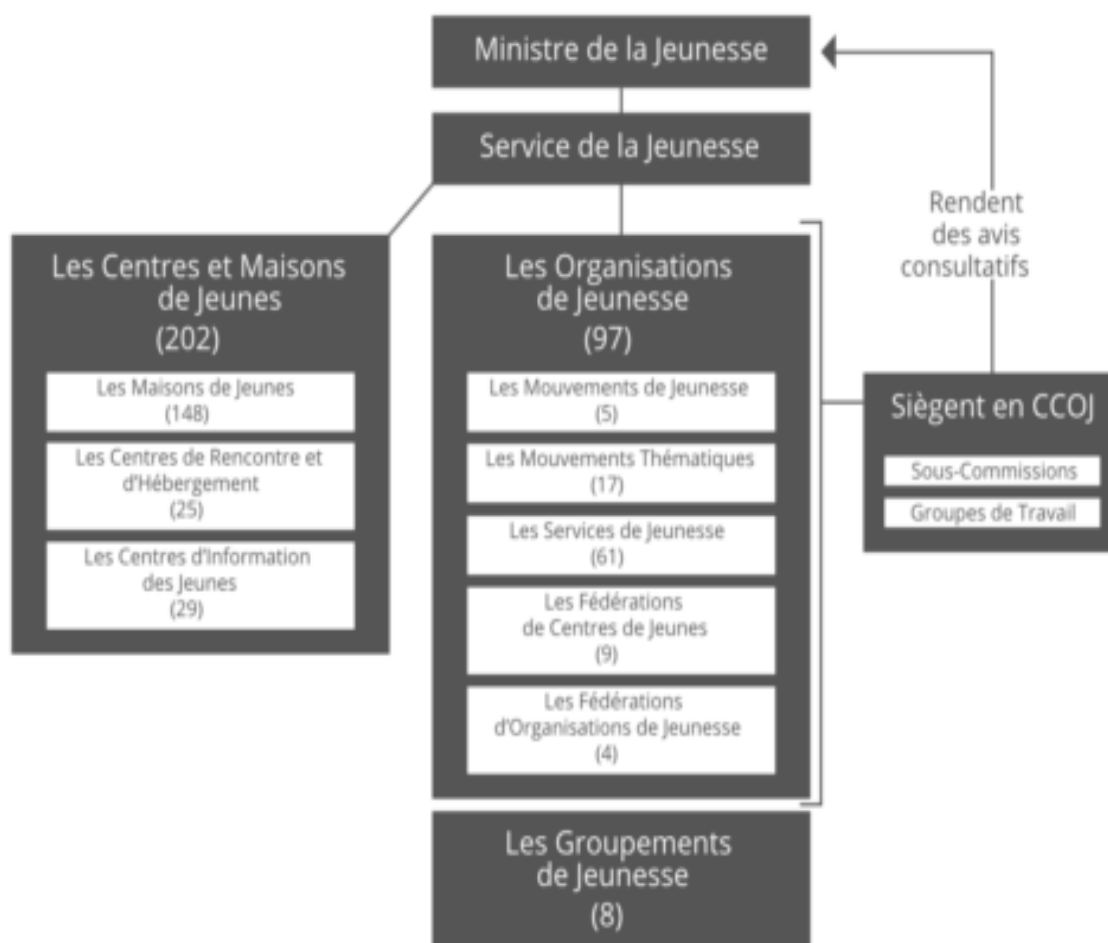 Ministre de la Jeunesse
Service de la Jeunesse
Les Centres et Maisons
de Jeunes
(202)
Les Maisons de Jeunes
(148)
Les Centres de Rencontre et
d'Hébergement
(25)
Les Centres d'Information
des Jeunes
(29)
Les Organisations
de Jeunesse
(97)
Les Mouvements de Jeunesse
(5)
Les Mouvements Thématiques
(17)
Les Services de Jeunesse
(61)
Les Fédérations
de Centres de Jeunes
(9)
Les Fédérations
d'Organisations de Jeunesse
(4)
Les Groupements
de Jeunesse
(8)
Rendent
des avis
consultatifs
Siègent en CCOJ
Sous-Commissions
Groupes de Travail